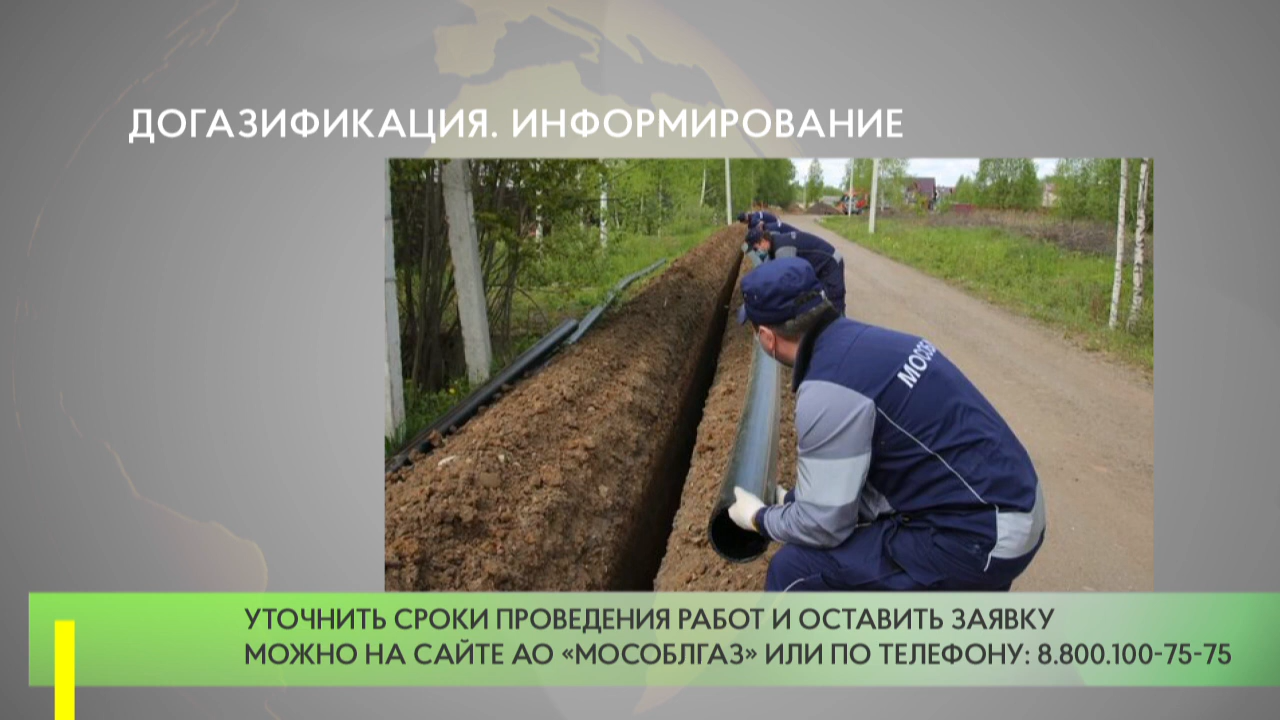 ДОГАЗИФИКАЦИЯ. ИНФОРМИРОВАНИЕ
МОСОБ
УТОЧНИТЬ СРОКИ ПРОВЕДЕНИЯ РАБОТ И ОСТАВИТЬ ЗАЯВКУ
МОЖНО НА САЙТЕ АО «МОСОБЛГАЗ» ИЛИ ПО ТЕЛЕФОНУ: 8.800.100-75-75